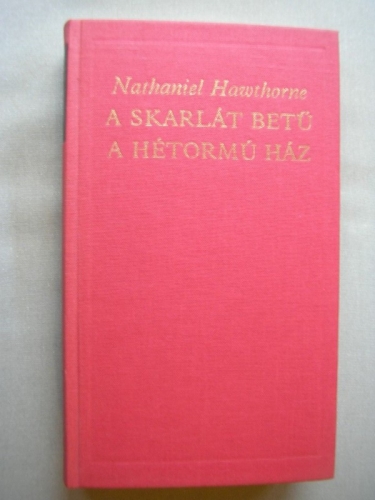 Nathaniel Hawthorne
A SKARLÁT BETŰ
A HÉTORMÚ HÁZ